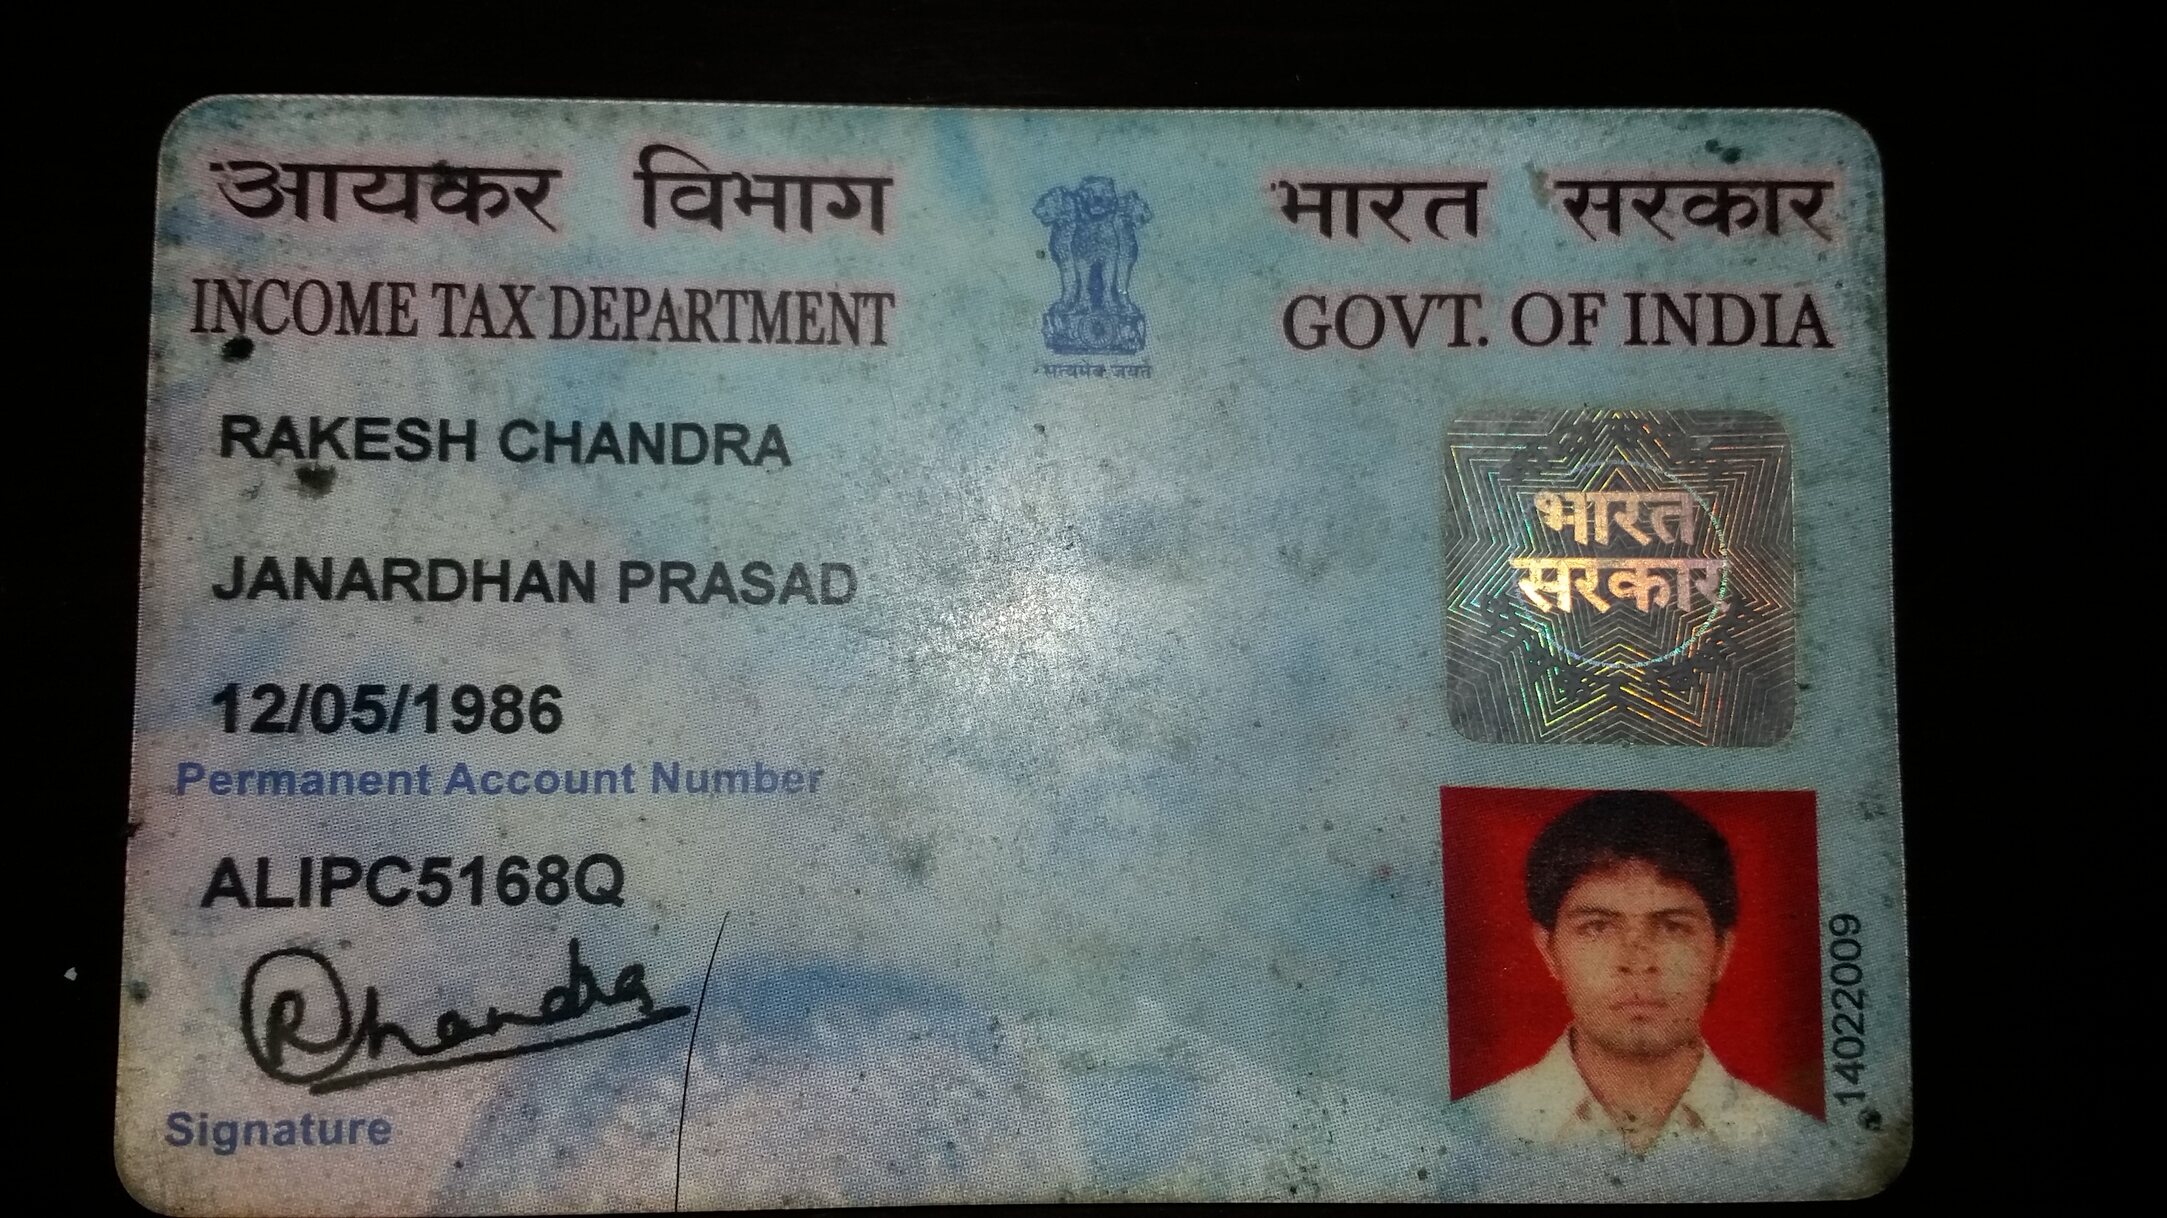 आयकर विभाग
INCOME TAX DEPARTMENT
सत्यमेव जयते
भारत सरकार
GOVT. OF INDIA
RAKESH CHANDRA
JANARDHAN PRASAD
12/05/1986
Permanent Account Number
ALIPC5168Q
RChandra
Signature
भारत
सरकार
14022009